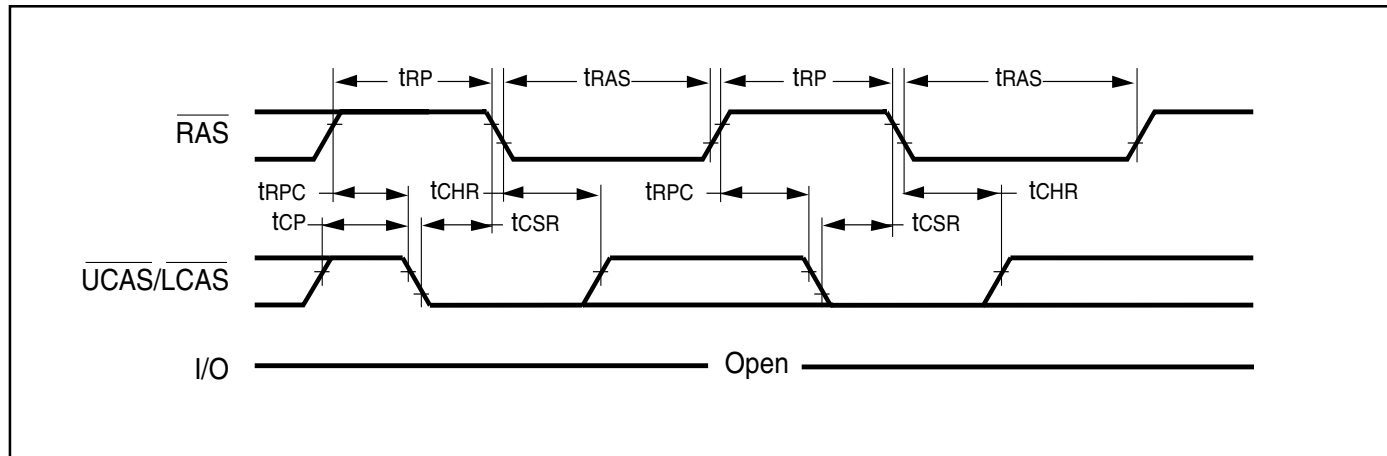 tRP tRAS tRP tRAS
RAS
tRPC tCHR tRPC tCHR
tCP tCSR tCSR
UCAS/LCAS
I/O Open